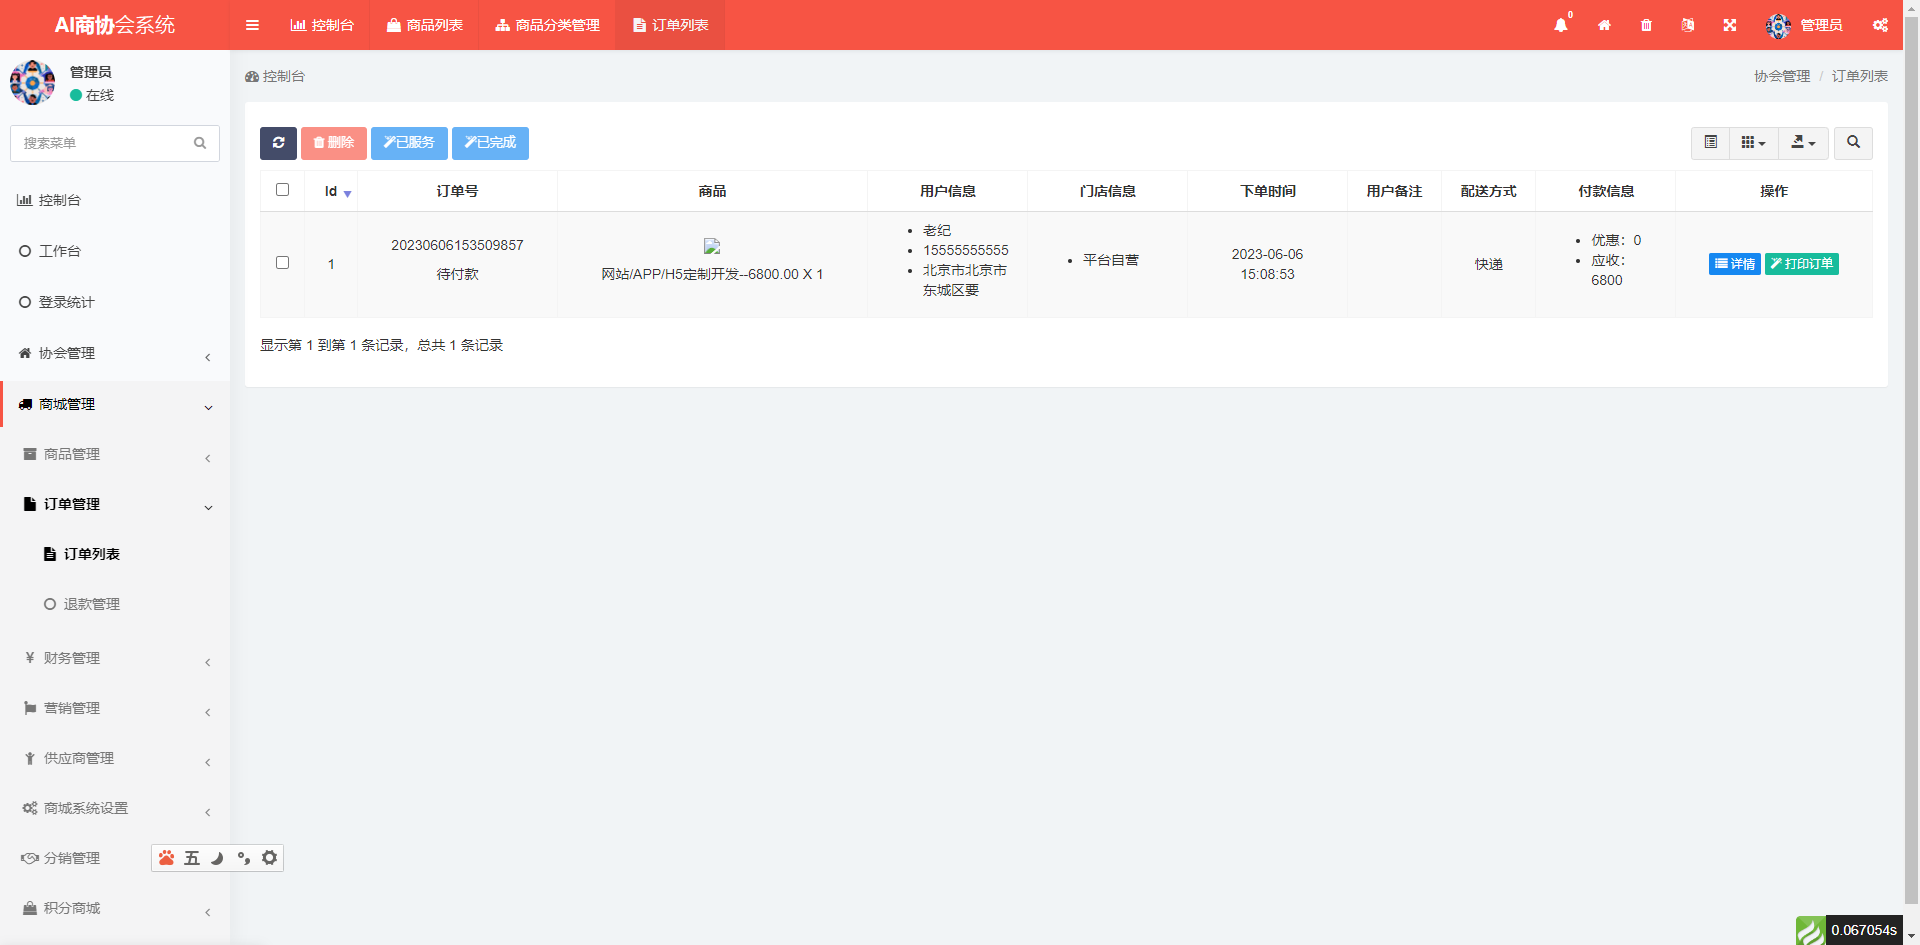 AI商协会系统
控制台
商品列表
商品分类管理
订单列表
0
管理员
管理员
在线
搜索菜单
控制台
工作台
登录统计
协会管理
商城管理
商品管理
订单管理
订单列表
退款管理
¥ 财务管理
营销管理
供应商管理
商城系统设置
分销管理
积分商城
控制台
协会管理 / 订单列表
删除
已服务
已完成
Id 订单号 商品 用户信息 门店信息 下单时间 用户备注 配送方式 付款信息 操作
1
20230606153509857
待付款
网站/APP/H5定制开发--6800.00 X 1
老纪
15555555555
北京市北京市
东城区要
平台自营
2023-06-06
15:08:53
快递
优惠：0
应收：
6800
详情 打印订单
显示第 1 到第 1 条记录，总共 1 条记录
五
0.067054s